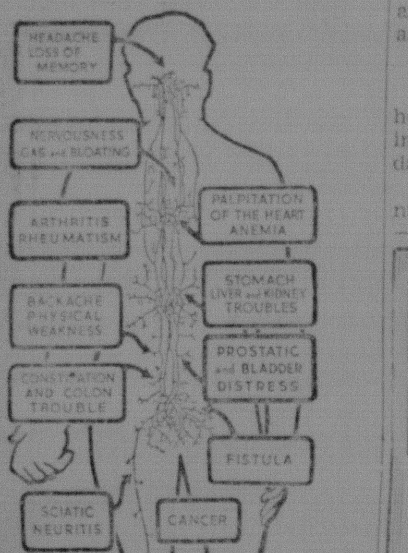 HEADACHE
LOSS OF
MEMORY
NERVOUSNESS
GAS and BLOATING
ARTHRITIS
RHEUMATISM
PALPITATION
OF THE HEART
ANEMIA
BACKACHE
PHYSICAL
WEAKNESS
STOMACH
LIVER and KIDNEY
TROUBLES
CONSTIPATION
AND COLON
TROUBLE
PROSTATIC
and BLADDER
DISTRESS
FISTULA
SCIATIC
NEURITIS
CANCER